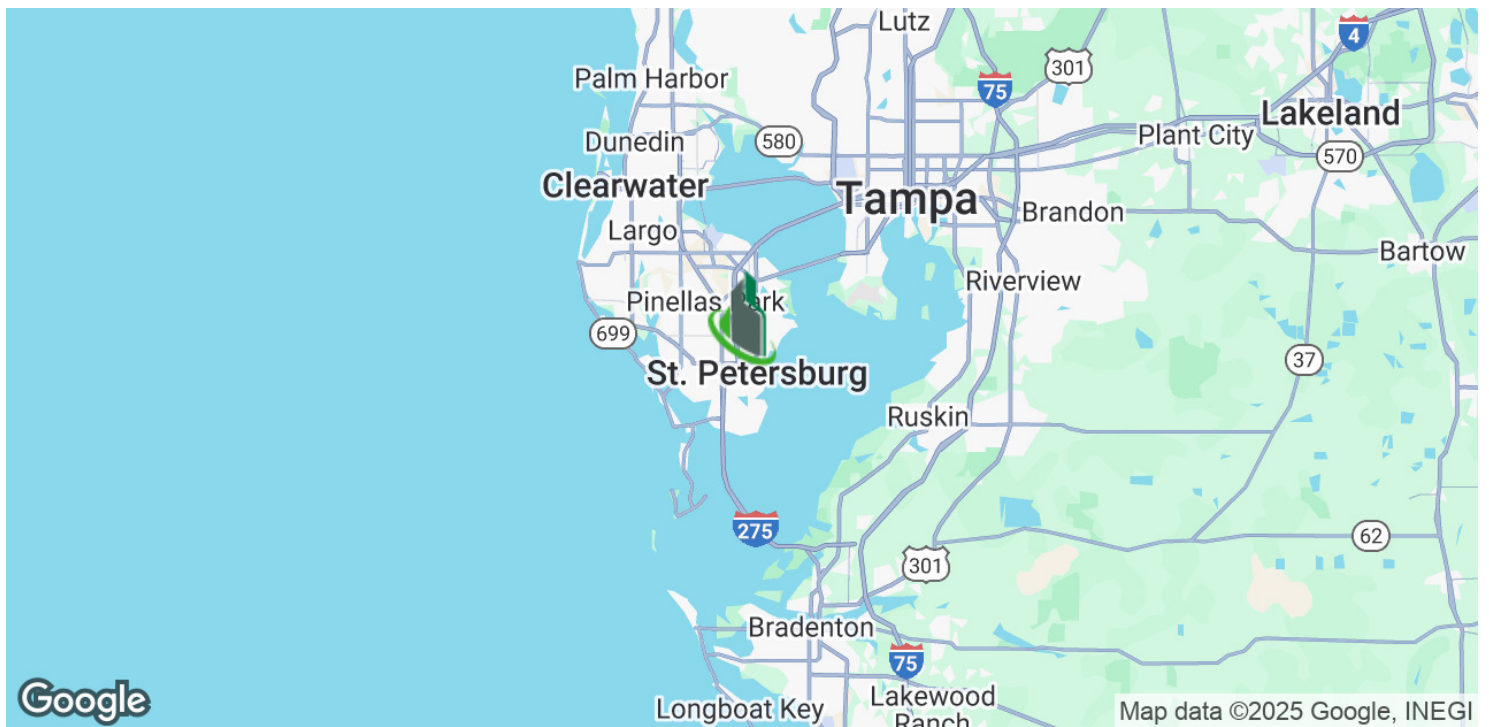 Lutz
4
301
Palm Harbor
75
Lakeland
Plant City
Dunedin
580
570
Clearwater
Tampa
Brandon
Largo
Bartow
Riverview
Pinellas Park
699
37
St. Petersburg
Ruskin
275
62
301
Bradenton
75
Lakewood
Ranch
Longboat Key
Google
Map data ©2025 Google, INEGI